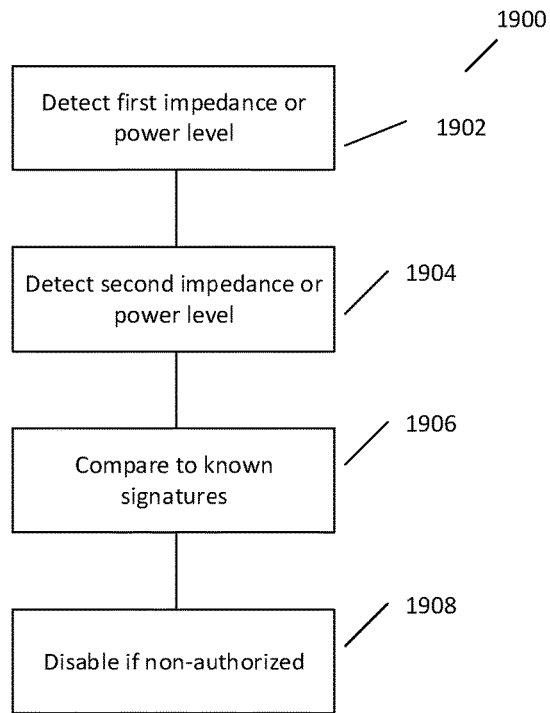 1900
Detect first impedance or
power level
1902
Detect second impedance or
power level
1904
Compare to known
signatures
1906
Disable if non-authorized
1908